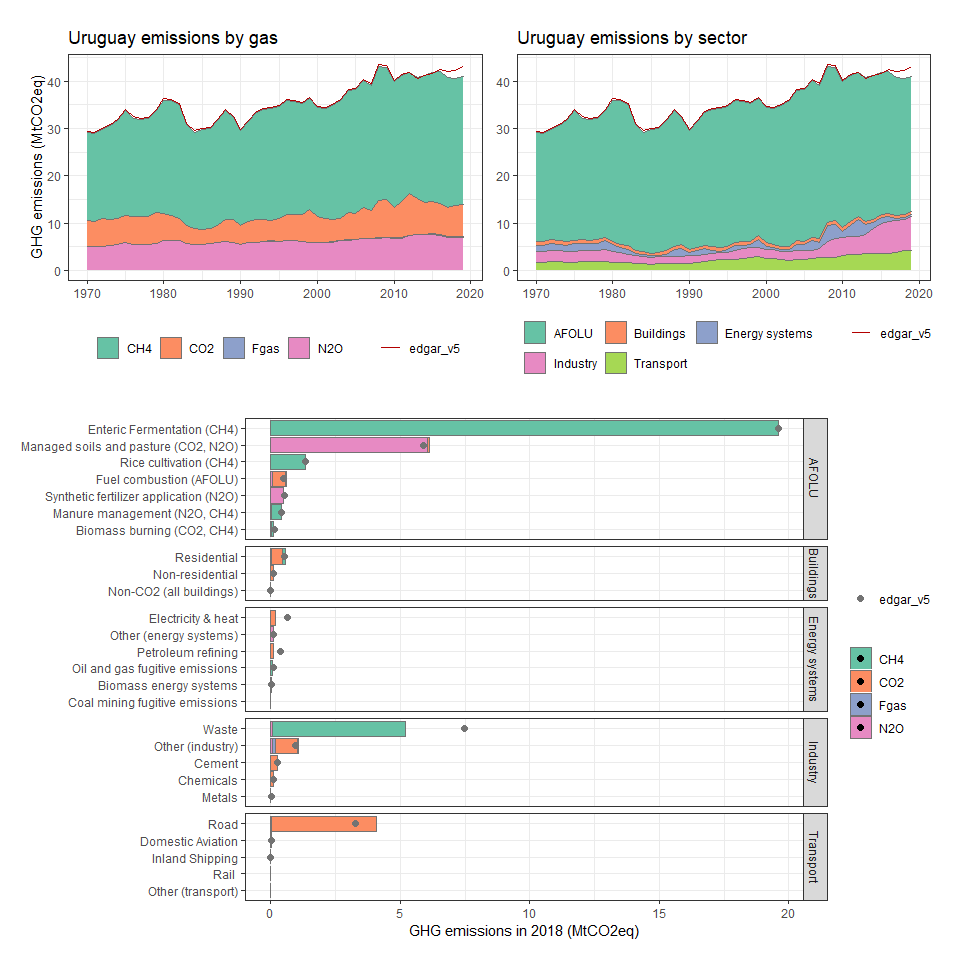 Uruguay emissions by gas
GHG emissions (MtCO2eq)
40
30
20
10
0
1970
1980
1990
2000
2010
2020
CH4
CO2
Fgas
N2O
edgar_v5
Uruguay emissions by sector
40
30
20
10
0
1970
1980
1990
2000
2010
2020
AFOLU
Buildings
Energy systems
edgar_v5
Industry
Transport
Enteric Fermentation (CH4)
Managed soils and pasture (CO2, N2O)
Rice cultivation (CH4)
Fuel combustion (AFOLU)
Synthetic fertilizer application (N2O)
Manure management (N2O, CH4)
Biomass burning (CO2, CH4)
AFOLU
Residential
Non-residential
Non-CO2 (all buildings)
Buildings
Electricity & heat
Other (energy systems)
Petroleum refining
Oil and gas fugitive emissions
Biomass energy systems
Coal mining fugitive emissions
Energy systems
Waste
Other (industry)
Cement
Chemicals
Metals
Industry
Road
Domestic Aviation
Inland Shipping
Rail
Other (transport)
Transport
0
5
10
15
20
GHG emissions in 2018 (MtCO2eq)
edgar_v5
CH4
CO2
Fgas
N2O